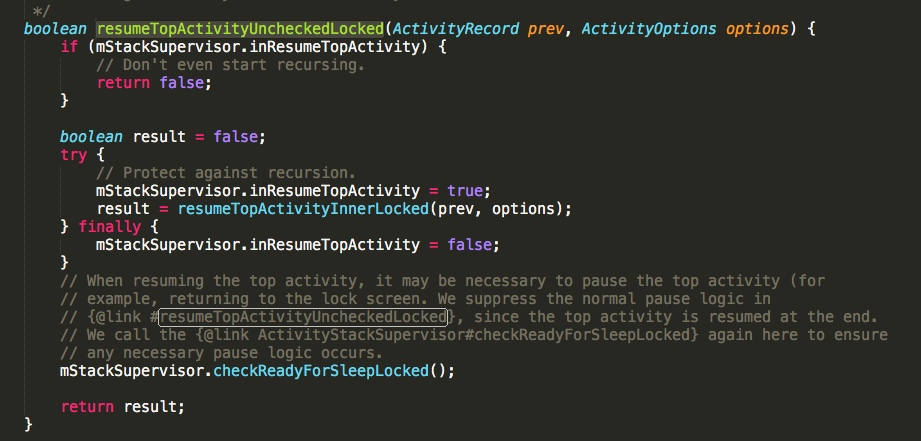 */
boolean resumeTopActivityUncheckedLocked(ActivityRecord prev, ActivityOptions options) {
if (mStackSupervisor.inResumeTopActivity) {
// Don't even start recursing.
return false;
}
boolean result = false;
try {
// Protect against recursion.
mStackSupervisor.inResumeTopActivity = true;
result = resumeTopActivityInnerLocked(prev, options);
} finally {
mStackSupervisor.inResumeTopActivity = false;
}
// When resuming the top activity, it may be necessary to pause the top activity (for
// example, returning to the lock screen. We suppress the normal pause logic in
// {@link #resumeTopActivityUncheckedLocked}, since the top activity is resumed at the end.
// We call the {@link ActivityStackSupervisor#checkReadyForSleepLocked} again here to ensure
// any necessary pause logic occurs.
mStackSupervisor.checkReadyForSleepLocked();
return result;
}